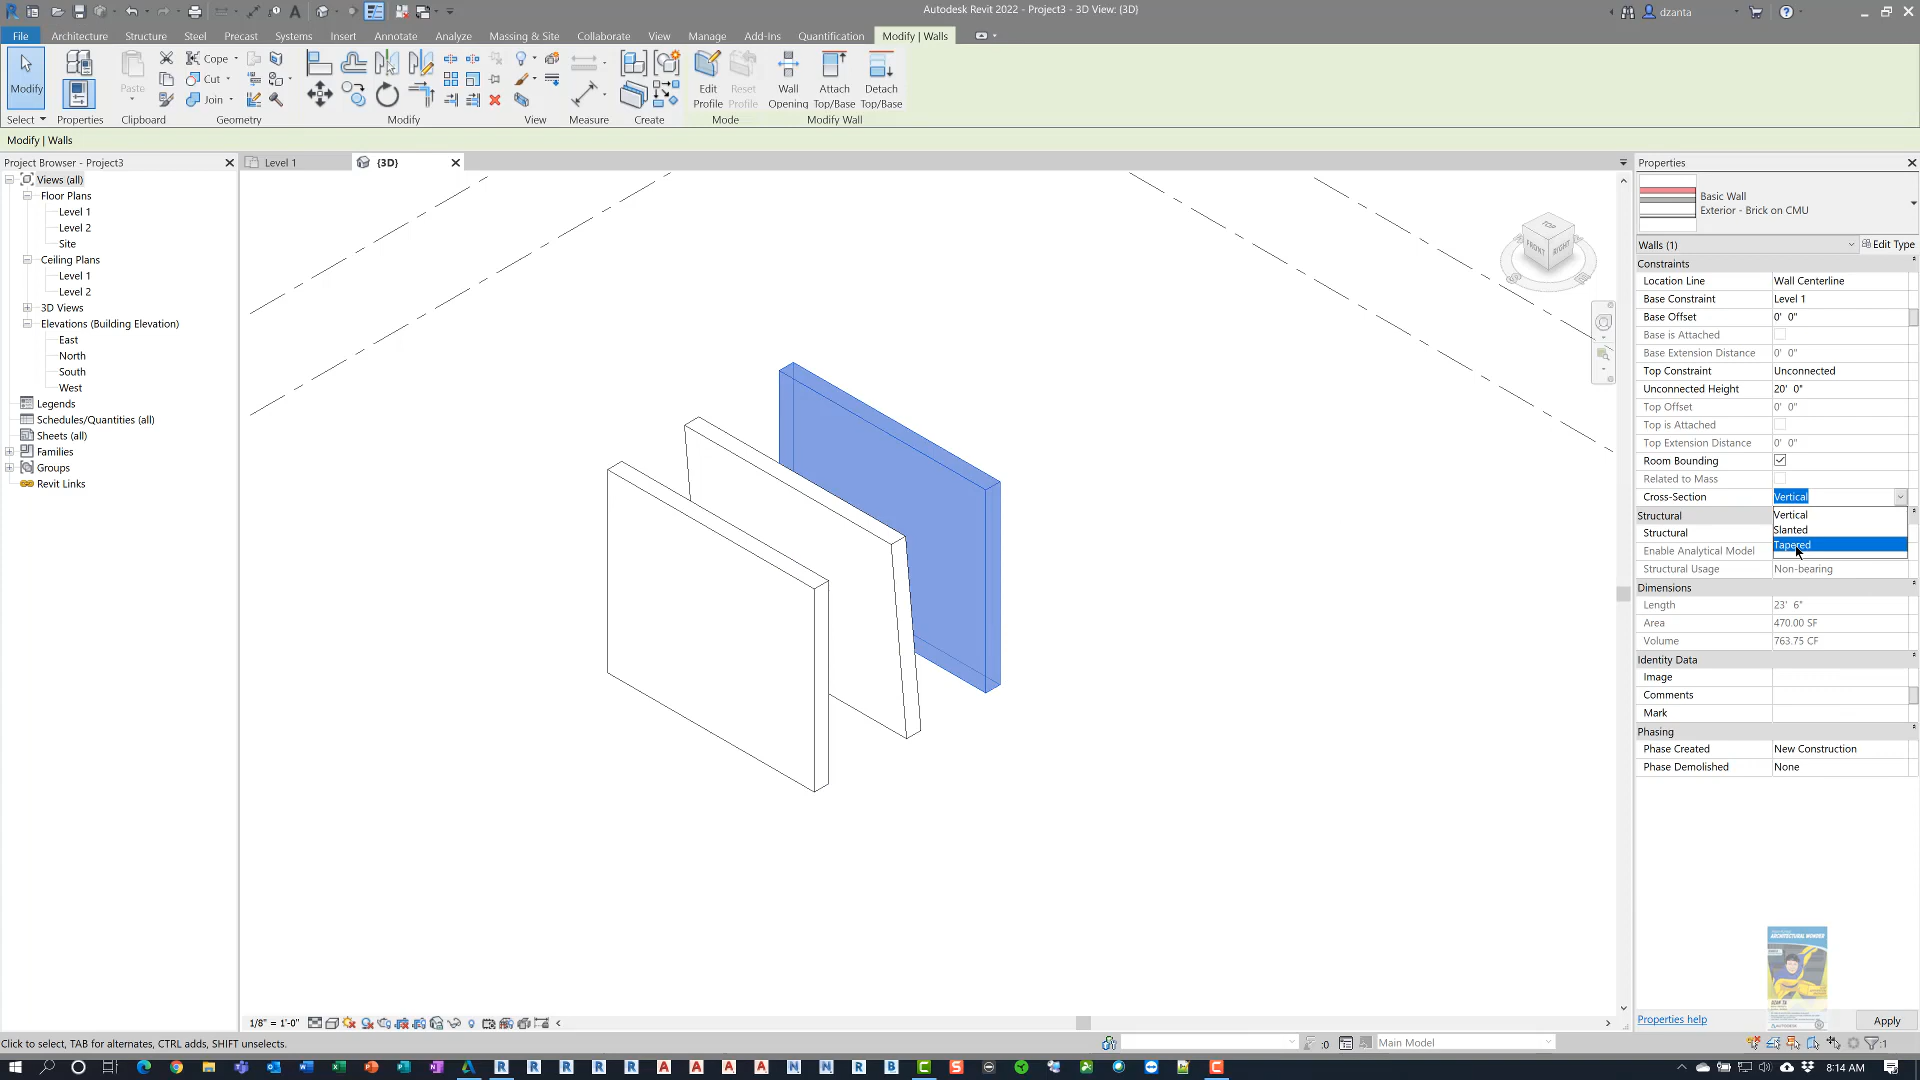 Autodesk Revit 2022 - Project3 - 3D View: {3D}
dzanta
File Architecture Structure Steel Precast Systems Insert Annotate Analyze Massing & Site Collaborate View Manage Add-Ins Quantification Modify | Walls
Modify
Paste
Cope
Cut
Join
Edit Profile
Reset Profile
Wall Opening
Attach Top/Base
Detach Top/Base
Select Properties Clipboard Geometry Modify View Measure Create Mode Modify Wall
Modify | Walls
Project Browser - Project3
Views (all)
Floor Plans
Level 1
Level 2
Site
Ceiling Plans
Level 1
Level 2
3D Views
Elevations (Building Elevation)
East
North
South
West
Legends
Schedules/Quantities (all)
Sheets (all)
Families
Groups
Revit Links
Level 1
{3D}
TOP
FRONT
RIGHT
Properties
Basic Wall
Exterior - Brick on CMU
Walls (1)
Edit Type
Constraints
Location Line Wall Centerline
Base Constraint Level 1
Base Offset 0' 0"
Base is Attached
Base Extension Distance 0' 0"
Top Constraint Unconnected
Unconnected Height 20' 0"
Top Offset 0' 0"
Top is Attached
Top Extension Distance 0' 0"
Room Bounding
Related to Mass
Cross-Section Vertical
Vertical
Slanted
Tapered
Structural
Structural
Enable Analytical Model
Structural Usage Non-bearing
Dimensions
Length 23' 6"
Area 470.00 SF
Volume 763.75 CF
Identity Data
Image
Comments
Mark
Phasing
Phase Created New Construction
Phase Demolished None
ARCHITECTURAL WONDER
AUTODESK
Properties help
Apply
1/8" = 1'-0"
Click to select, TAB for alternates, CTRL adds, SHIFT unselects.
:0
Main Model
:1
8:14 AM